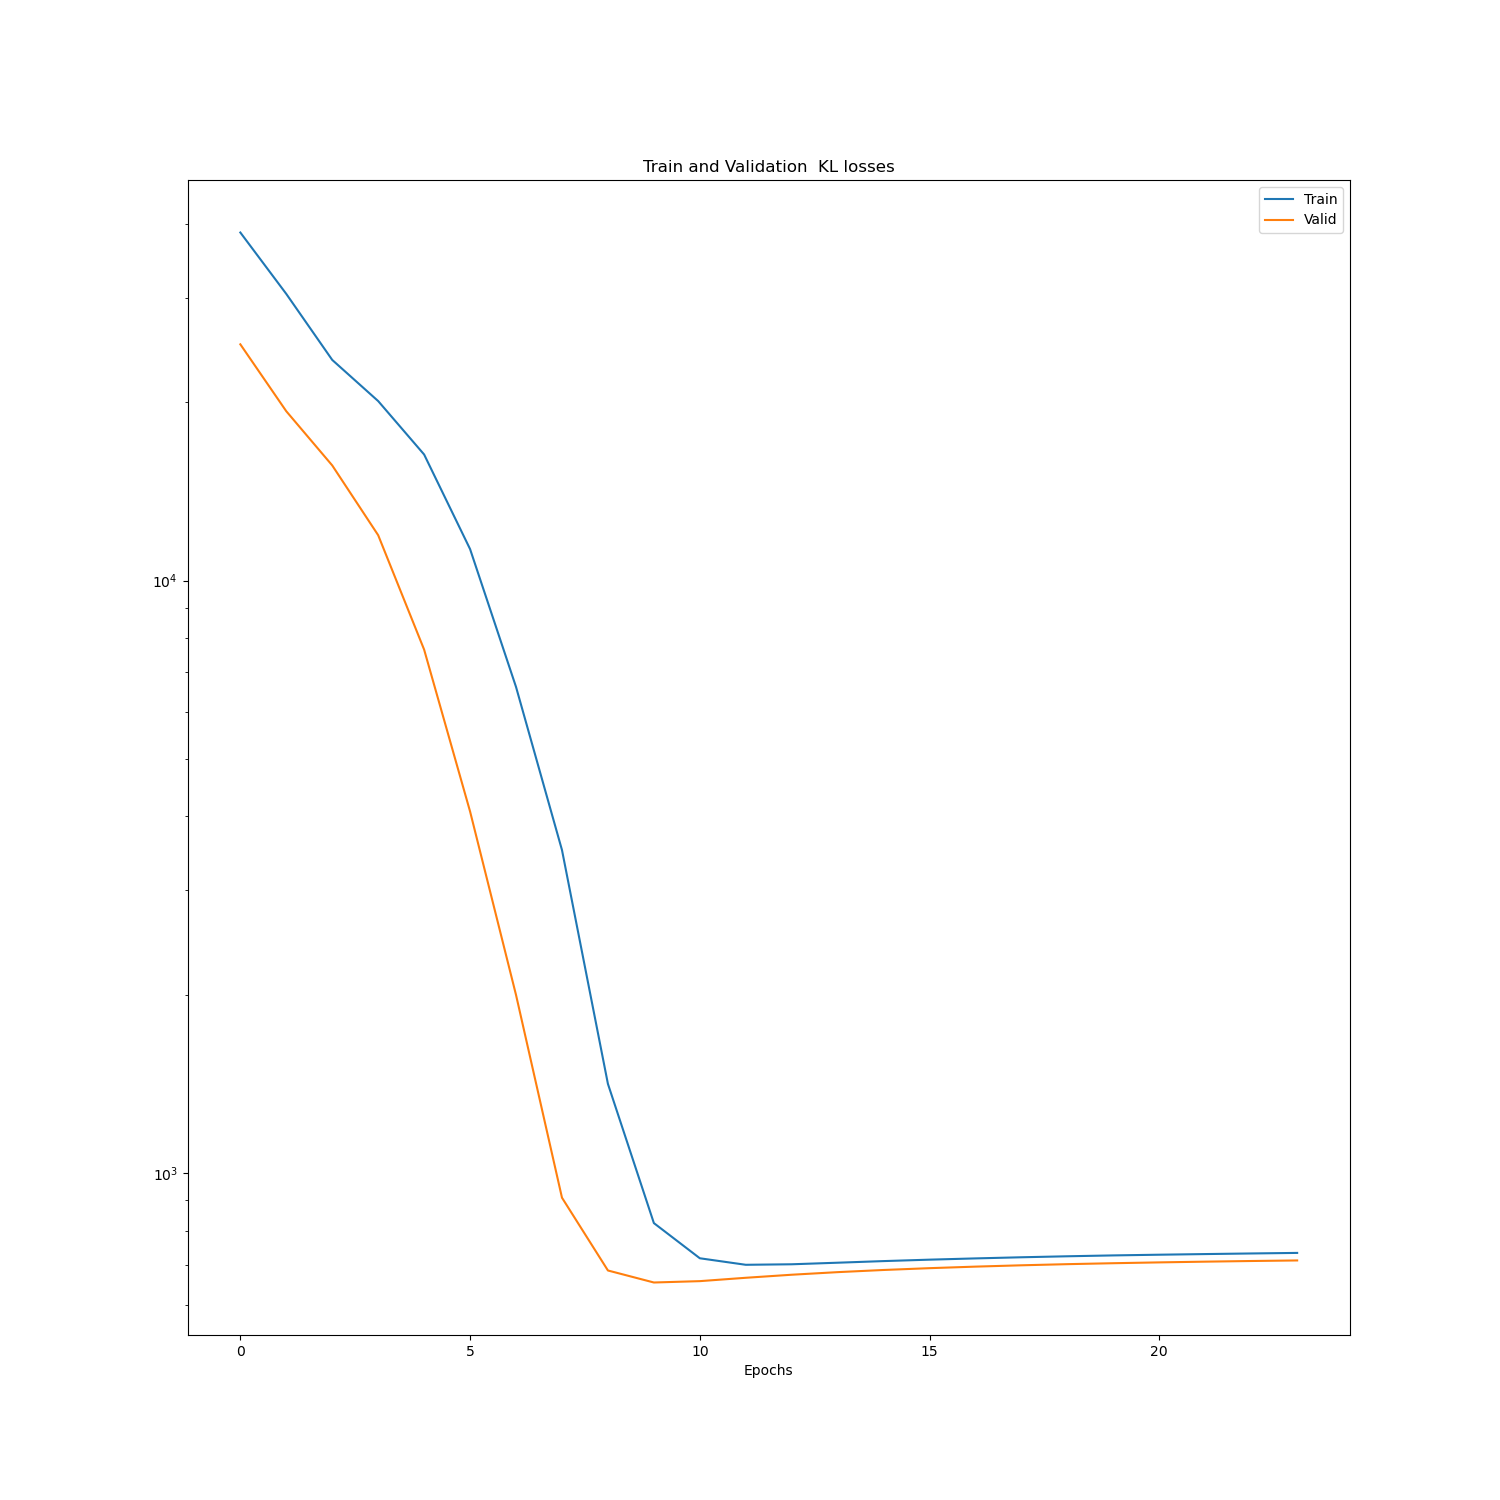 Train and Validation  KL losses
Train
Valid
10^4
10^3
0 5 10 15 20
Epochs